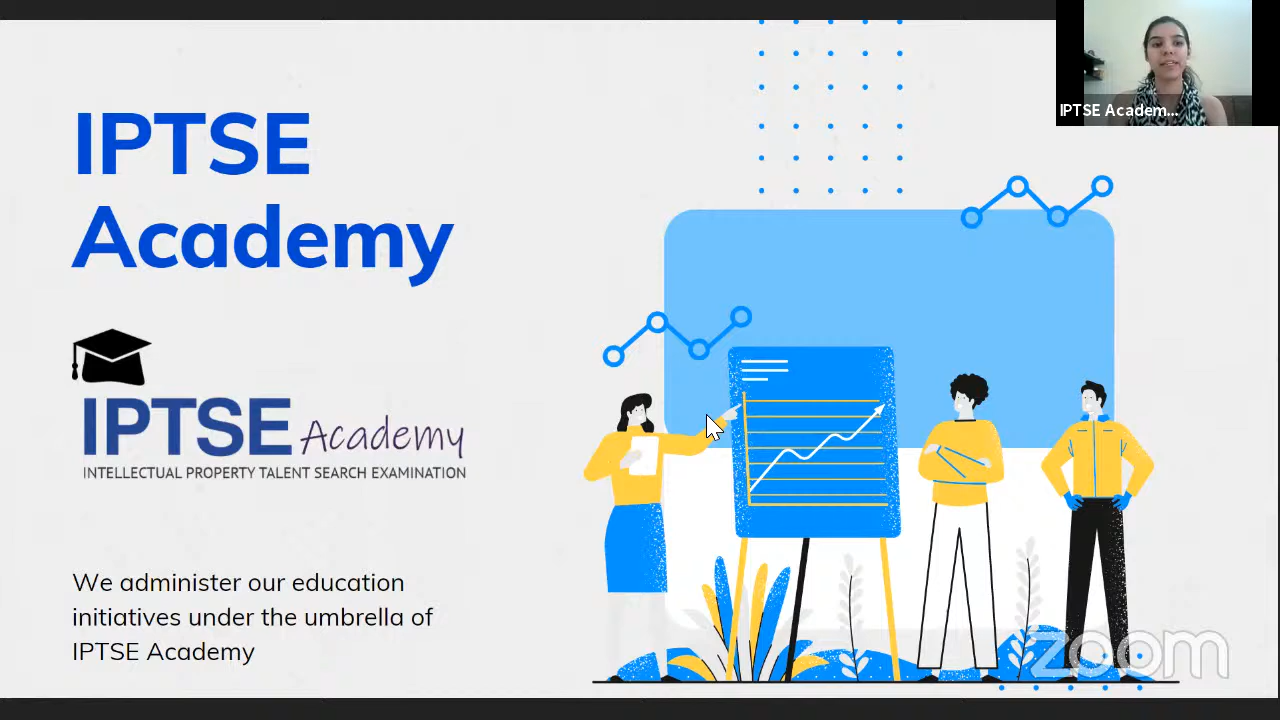 IPTSE
Academy
IPTSE Academy
INTELLECTUAL PROPERTY TALENT SEARCH EXAMINATION
We administer our education
initiatives under the umbrella of
IPTSE Academy
IPTSE Academ...
zoom